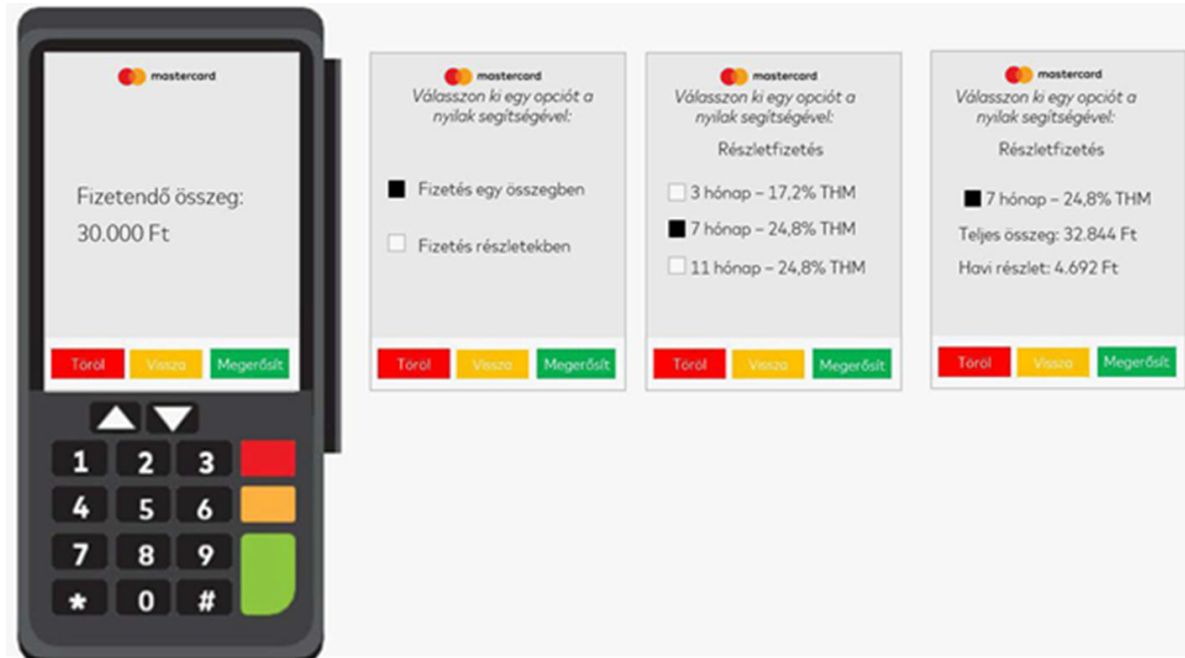 mastercard
Fizetendő összeg:
30.000 Ft
Töröl
Vissza
Megerősít
1 2 3
4 5 6
7 8 9
* 0 #
mastercard
Válasszon ki egy opciót a
nyilak segítségével:
Fizetés egy összegben
Fizetés részletekben
Töröl
Vissza
Megerősít
mastercard
Válasszon ki egy opciót a
nyilak segítségével:
Részletfizetés
3 hónap – 17,2% THM
7 hónap – 24,8% THM
11 hónap – 24,8% THM
Töröl
Vissza
Megerősít
mastercard
Válasszon ki egy opciót a
nyilak segítségével:
Részletfizetés
7 hónap – 24,8% THM
Teljes összeg: 32.844 Ft
Havi részlet: 4.692 Ft
Töröl
Vissza
Megerősít